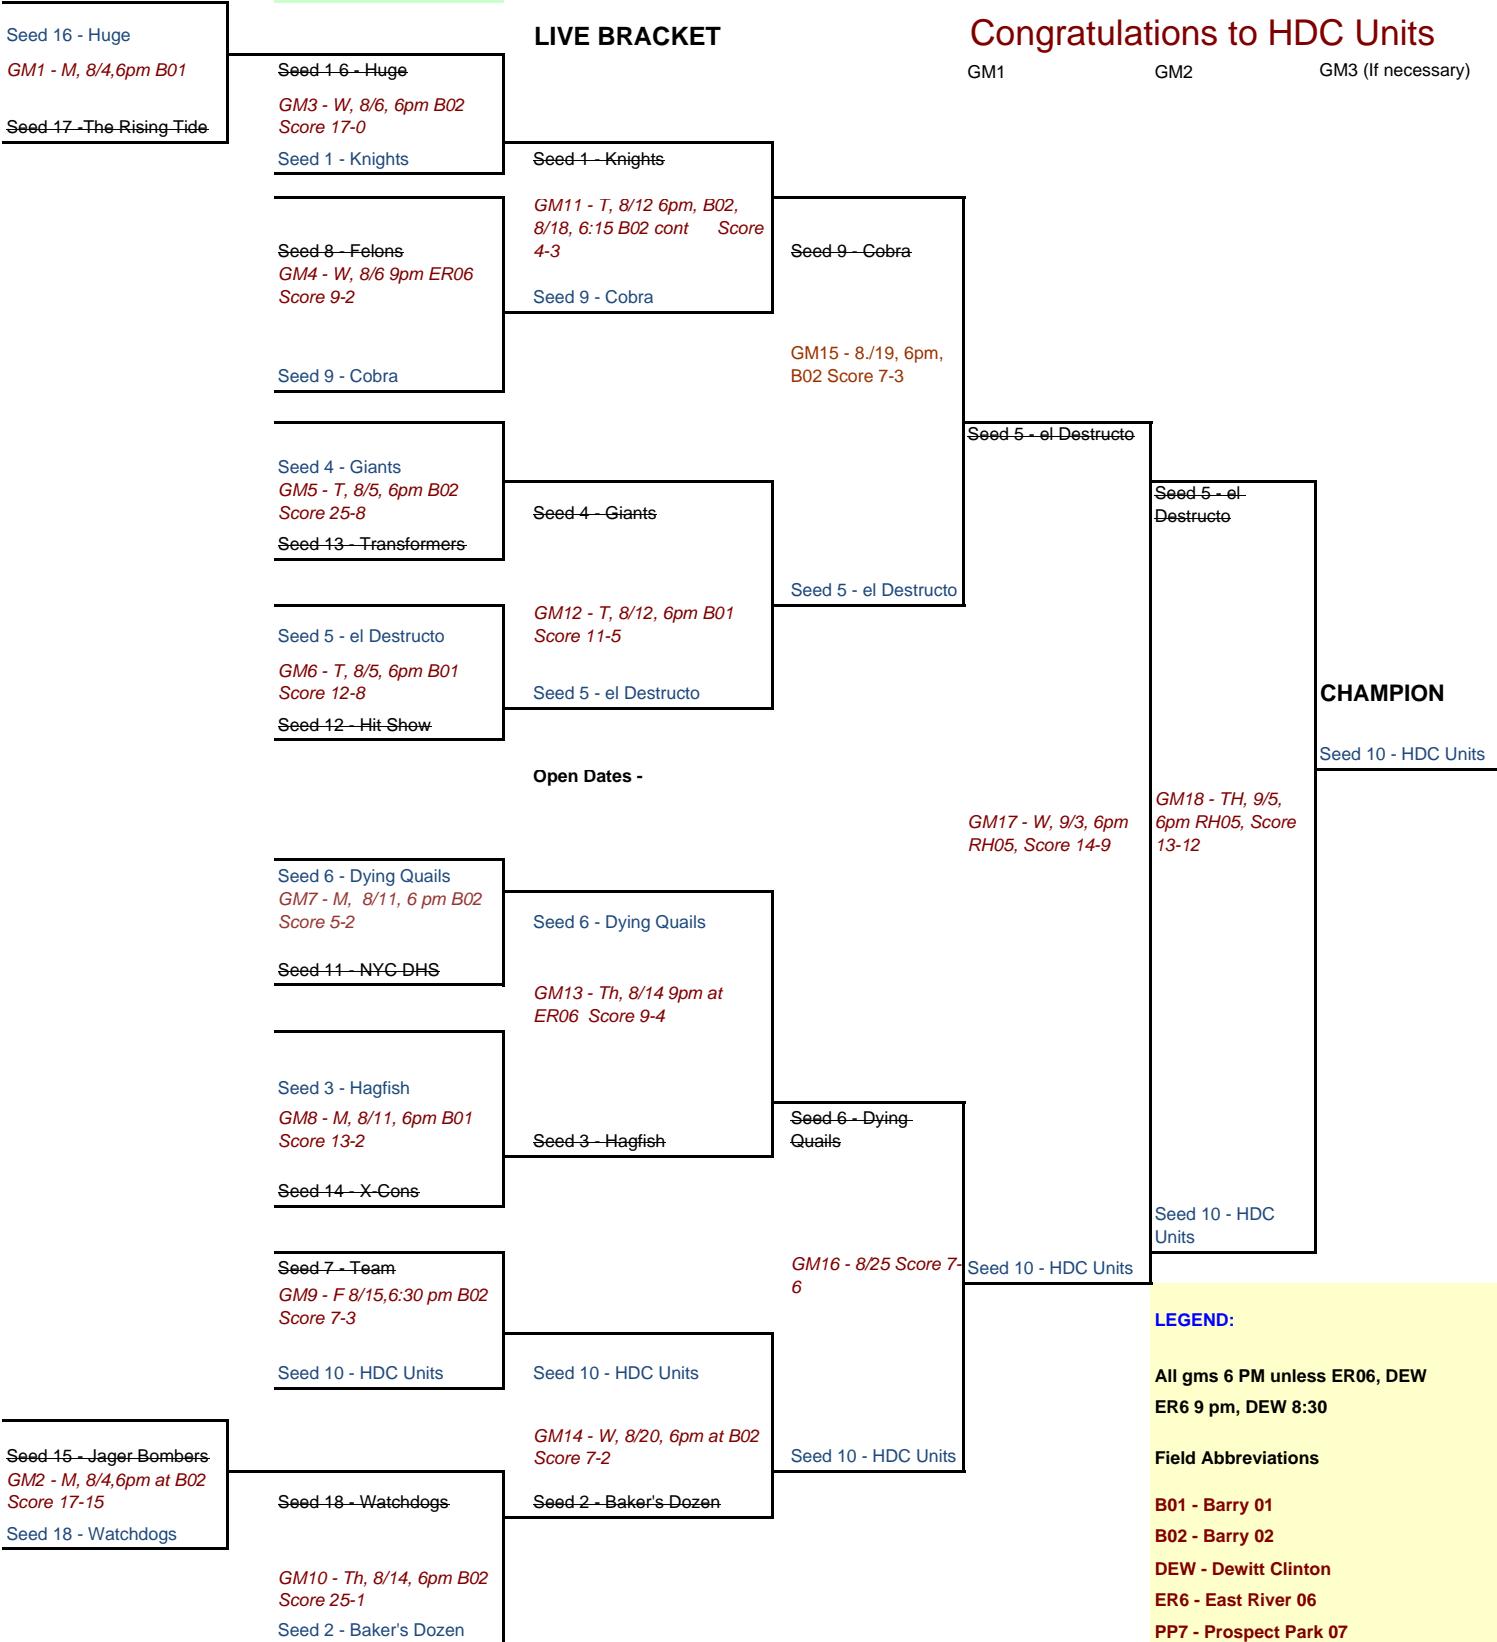 LIVE BRACKET
Congratulations to HDC Units
GM1
GM2
GM3 (If necessary)
Seed 16 - Huge
GM1 - M, 8/4,6pm B01
Seed 17 -The Rising Tide
Seed 1 6 - Huge
GM3 - W, 8/6, 6pm B02
Score 17-0
Seed 1 - Knights
Seed 8 - Felons
GM4 - W, 8/6 9pm ER06
Score 9-2
Seed 9 - Cobra
Seed 4 - Giants
GM5 - T, 8/5, 6pm B02
Score 25-8
Seed 13 - Transformers
Seed 5 - el Destructo
GM6 - T, 8/5, 6pm B01
Score 12-8
Seed 12 - Hit Show
Seed 6 - Dying Quails
GM7 - M, 8/11, 6 pm B02
Score 5-2
Seed 11 - NYC DHS
Seed 3 - Hagfish
GM8 - M, 8/11, 6pm B01
Score 13-2
Seed 14 - X-Cons
Seed 7 - Team
GM9 - F 8/15,6:30 pm B02
Score 7-3
Seed 10 - HDC Units
Seed 15 - Jager Bombers
GM2 - M, 8/4,6pm at B02
Score 17-15
Seed 18 - Watchdogs
Seed 18 - Watchdogs
GM10 - Th, 8/14, 6pm B02
Score 25-1
Seed 2 - Baker's Dozen
Seed 1 - Knights
GM11 - T, 8/12 6pm, B02,
8/18, 6:15 B02 cont Score
4-3
Seed 9 - Cobra
Seed 4 - Giants
GM12 - T, 8/12, 6pm B01
Score 11-5
Seed 5 - el Destructo
Open Dates -
Seed 6 - Dying Quails
GM13 - Th, 8/14 9pm at
ER06 Score 9-4
Seed 3 - Hagfish
Seed 10 - HDC Units
GM14 - W, 8/20, 6pm at B02
Score 7-2
Seed 2 - Baker's Dozen
Seed 9 - Cobra
GM15 - 8./19, 6pm,
B02 Score 7-3
Seed 5 - el Destructo
Seed 6 - Dying
Quails
GM16 - 8/25 Score 7-
6
Seed 10 - HDC Units
Seed 5 - el Destructo
GM17 - W, 9/3, 6pm
RH05, Score 14-9
Seed 10 - HDC Units
Seed 5 - el
Destructo
GM18 - TH, 9/5,
6pm RH05, Score
13-12
Seed 10 - HDC
Units
CHAMPION
Seed 10 - HDC Units
LEGEND:
All gms 6 PM unless ER06, DEW
ER6 9 pm, DEW 8:30
Field Abbreviations
B01 - Barry 01
B02 - Barry 02
DEW - Dewitt Clinton
ER6 - East River 06
PP7 - Prospect Park 07